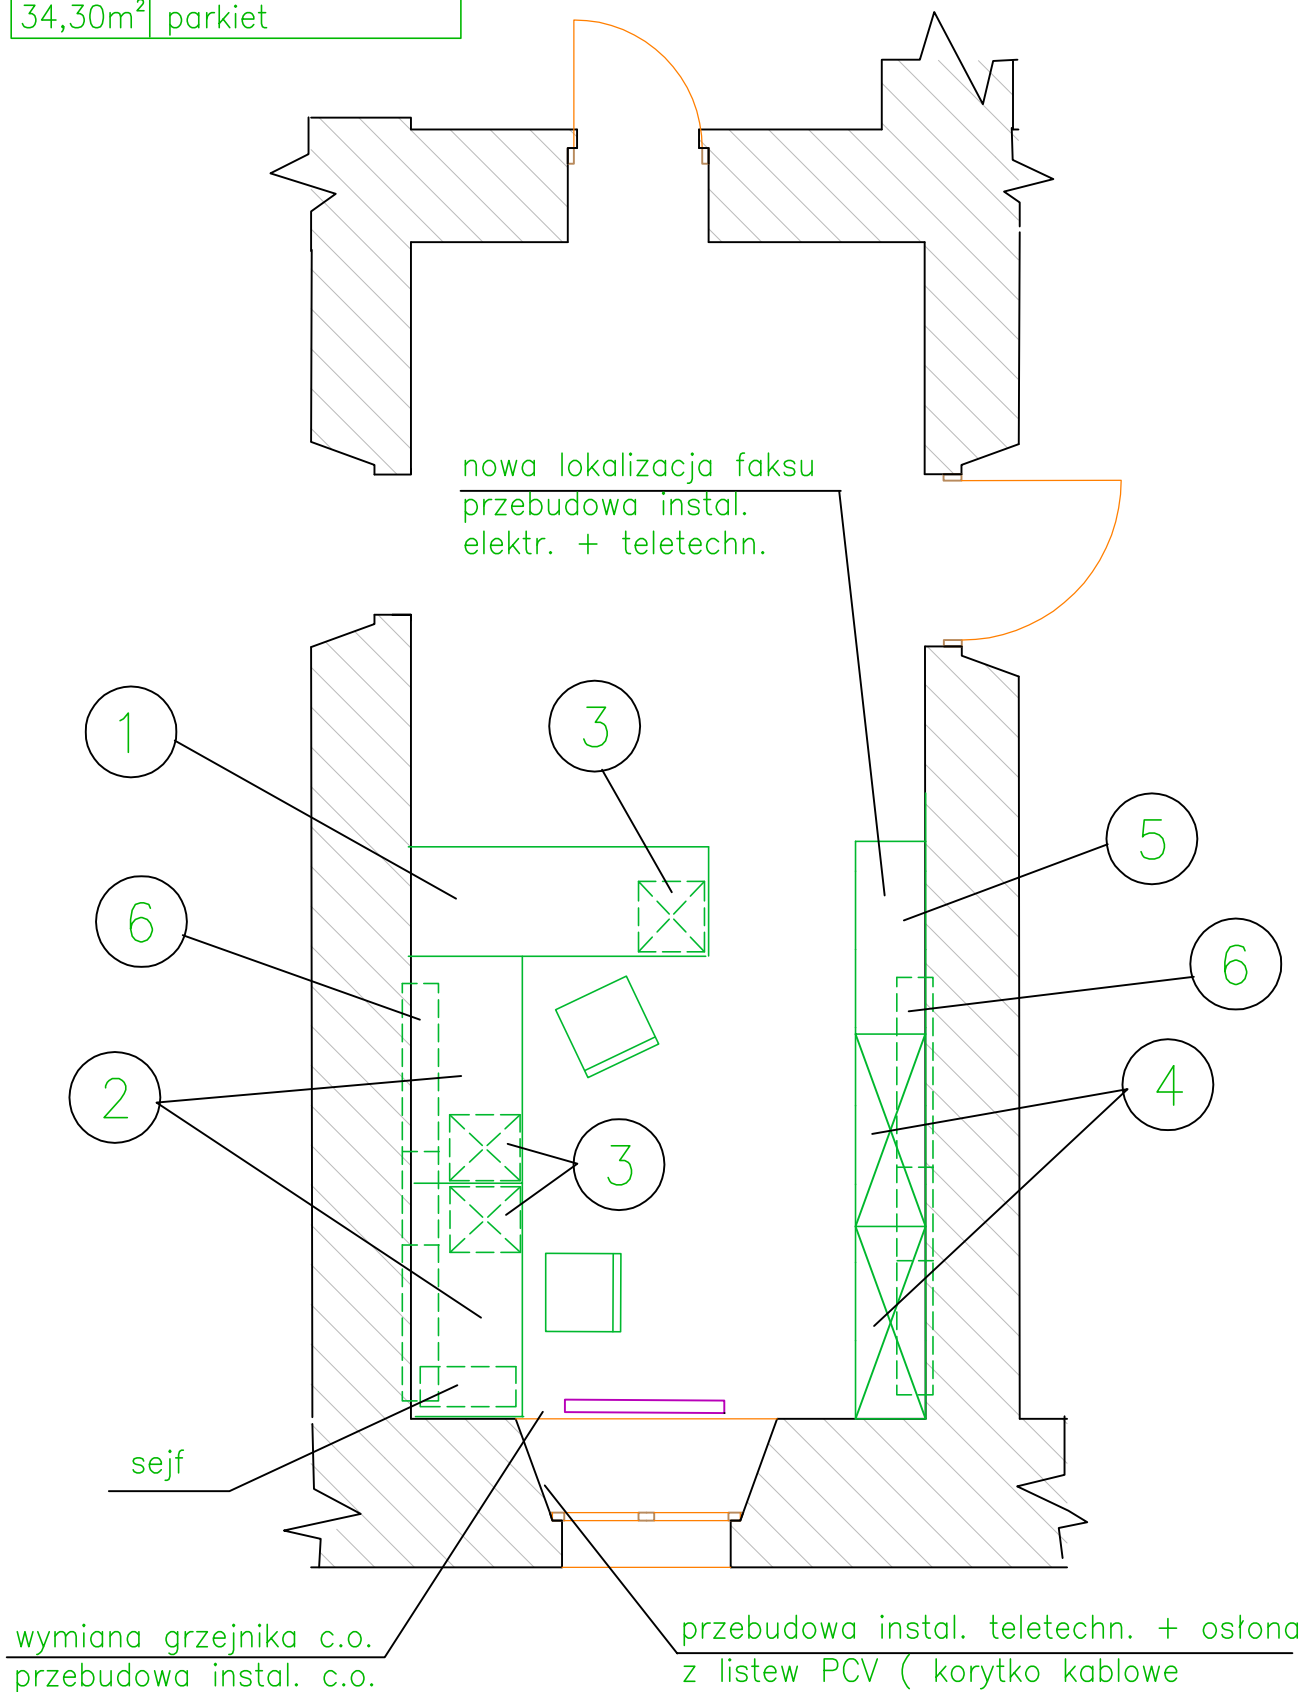 34,30m² parkiet
nowa lokalizacja faksu
przebudowa instal.
elektr. + teletechn.
1
3
5
6
6
2
4
3
sejf
wymiana grzejnika c.o.
przebudowa instal. c.o.
przebudowa instal. teletechn. + osłona
z listew PCV ( korytko kablowe